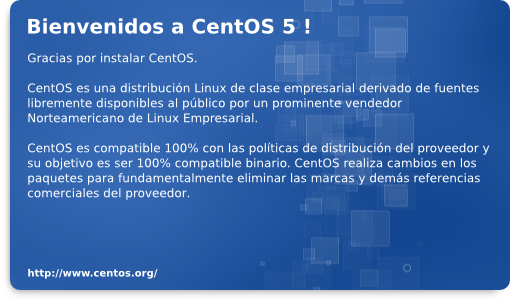 Bienvenidos a CentOS 5 !
Gracias por instalar CentOS.
CentOS es una distribución Linux de clase empresarial derivado de fuentes
libremente disponibles al público por un prominente vendedor
Norteamericano de Linux Empresarial.
CentOS es compatible 100% con las políticas de distribución del proveedor y
su objetivo es ser 100% compatible binario. CentOS realiza cambios en los
paquetes para fundamentalmente eliminar las marcas y demás referencias
comerciales del proveedor.
http://www.centos.org/